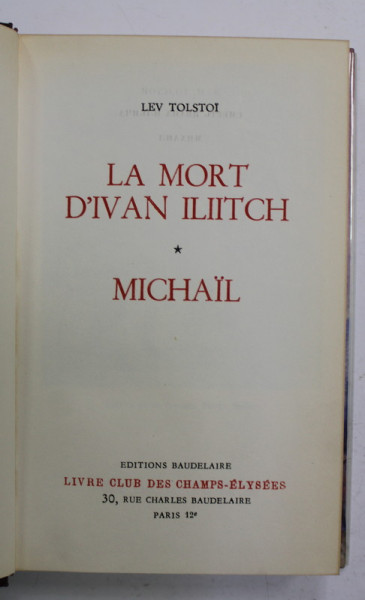 LEV TOLSTOÏ
LA MORT
D'IVAN ILIITCH
*
MICHAÏL
EDITIONS BAUDELAIRE
LIVRE CLUB DES CHAMPS-ÉLYSÉES
30, RUE CHARLES BAUDELAIRE
PARIS 12e